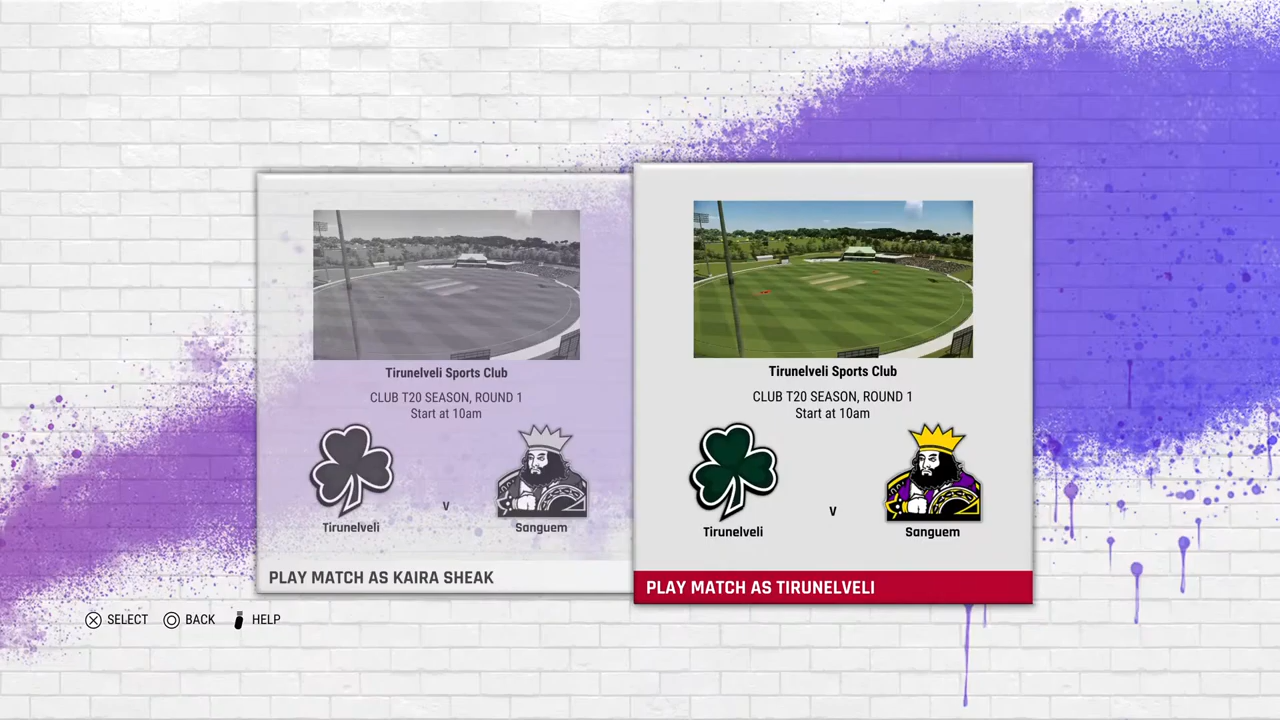 Tirunelveli Sports Club
CLUB T20 SEASON, ROUND 1
Start at 10am
Tirunelveli
v
Sanguem
PLAY MATCH AS KAIRA SHEAK
Tirunelveli Sports Club
CLUB T20 SEASON, ROUND 1
Start at 10am
Tirunelveli
v
Sanguem
PLAY MATCH AS TIRUNELVELI
SELECT BACK HELP